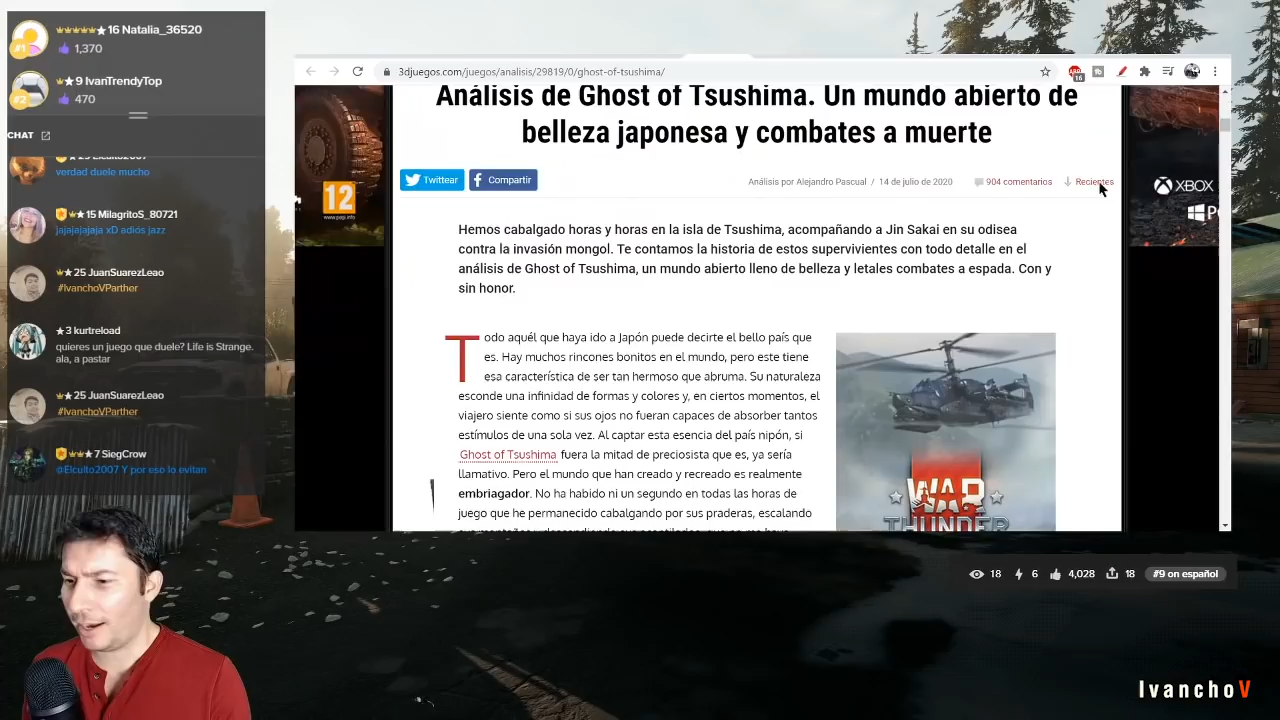 #1
16 Natalia_36520
1,370
#2
9 IvanTrendyTop
470
CHAT
verdad duele mucho
15 MilagritoS_80721
jajajajajaja xD adiós jazz
25 JuanSuarezLeao
#IvanchoVParther
3 kurtreload
quieres un juego que duele? Life is Strange.
ala, a pastar
25 JuanSuarezLeao
#IvanchoVParther
7 SiegCrow
@Elculto2007 Y por eso lo evitan
3djuegos.com/juegos/analisis/29819/0/ghost-of-tsushima/
16
Análisis de Ghost of Tsushima. Un mundo abierto de
belleza japonesa y combates a muerte
Twittear
Compartir
Análisis por Alejandro Pascual / 14 de julio de 2020
904 comentarios
Recientes
12
www.pegi.info
XBOX
Hemos cabalgado horas y horas en la isla de Tsushima, acompañando a Jin Sakai en su odisea
contra la invasión mongol. Te contamos la historia de estos supervivientes con todo detalle en el
análisis de Ghost of Tsushima, un mundo abierto lleno de belleza y letales combates a espada. Con y
sin honor.
Todo aquél que haya ido a Japón puede decirte el bello país que
es. Hay muchos rincones bonitos en el mundo, pero este tiene
esa característica de ser tan hermoso que abruma. Su naturaleza
esconde una infinidad de formas y colores y, en ciertos momentos, el
viajero siente como si sus ojos no fueran capaces de absorber tantos
estímulos de una sola vez. Al captar esta esencia del país nipón, si
Ghost of Tsushima fuera la mitad de preciosista que es, ya sería
llamativo. Pero el mundo que han creado y recreado es realmente
embriagador. No ha habido ni un segundo en todas las horas de
juego que he permanecido cabalgando por sus praderas, escalando
WAR
THUNDER
18
6
4,028
18
#9 on español
IvanchoV